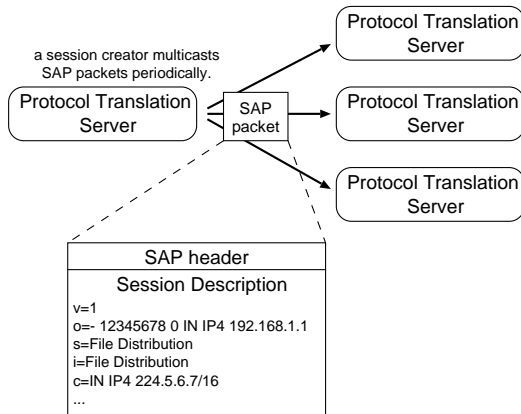 Protocol Translation
Server
a session creator multicasts
SAP packets periodically.
Protocol Translation
Server
SAP
packet
Protocol Translation
Server
Protocol Translation
Server
SAP header
Session Description
v=1
o=- 12345678 0 IN IP4 192.168.1.1
s=File Distribution
i=File Distribution
c=IN IP4 224.5.6.7/16
...